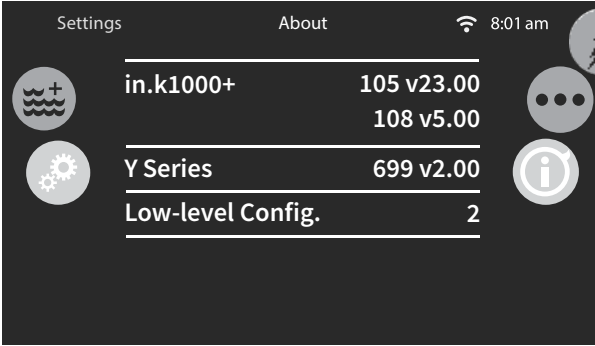 Settings About 8:01 am
in.k1000+ 105 v23.00
108 v5.00
Y Series 699 v2.00
Low-level Config. 2